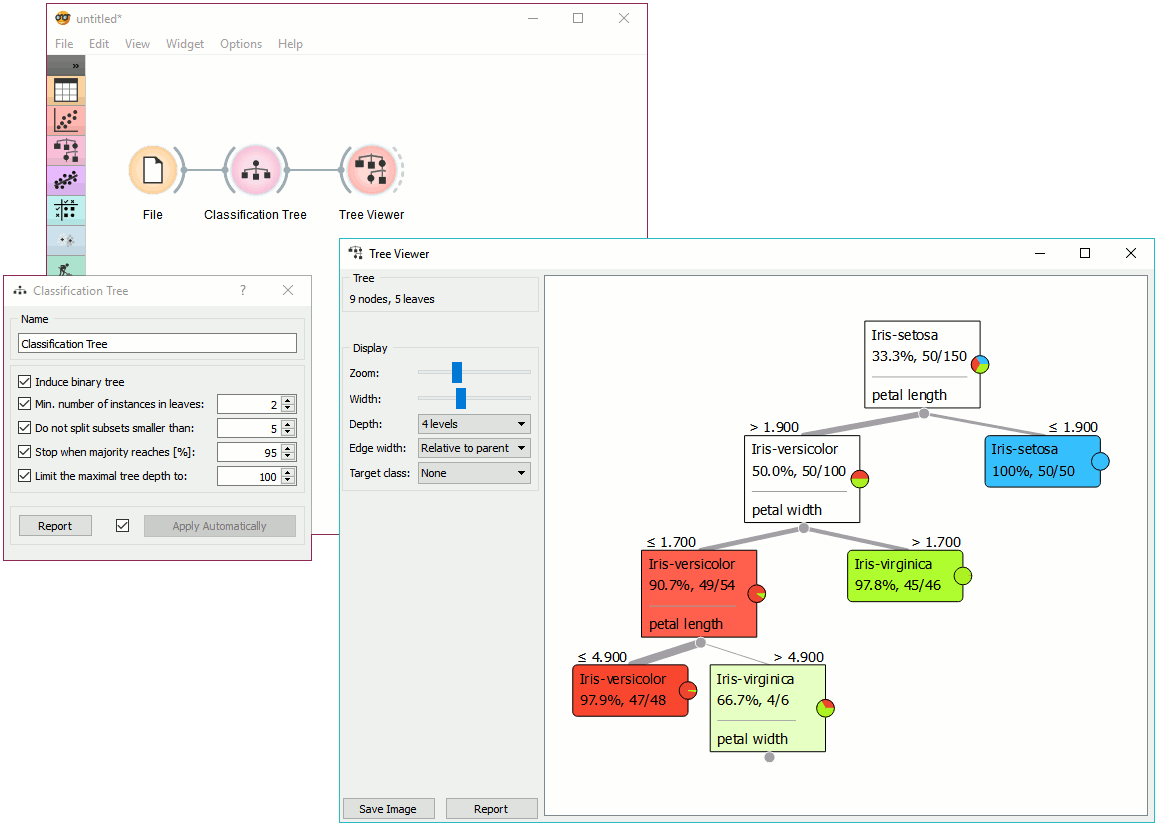 untitled*
File Edit View Widget Options Help
»
File
Classification Tree
Tree Viewer
Classification Tree
?
Name
Classification Tree
Induce binary tree
Min. number of instances in leaves: 2
Do not split subsets smaller than: 5
Stop when majority reaches [%]: 95
Limit the maximal tree depth to: 100
Report
Apply Automatically
Tree Viewer
Tree
9 nodes, 5 leaves
Display
Zoom:
Width:
Depth: 4 levels
Edge width: Relative to parent
Target class: None
Save Image
Report
Iris-setosa
33.3%, 50/150
petal length
> 1.900
≤ 1.900
Iris-versicolor
50.0%, 50/100
petal width
Iris-setosa
100%, 50/50
≤ 1.700
> 1.700
Iris-versicolor
90.7%, 49/54
petal length
Iris-virginica
97.8%, 45/46
≤ 4.900
> 4.900
Iris-versicolor
97.9%, 47/48
Iris-virginica
66.7%, 4/6
petal width